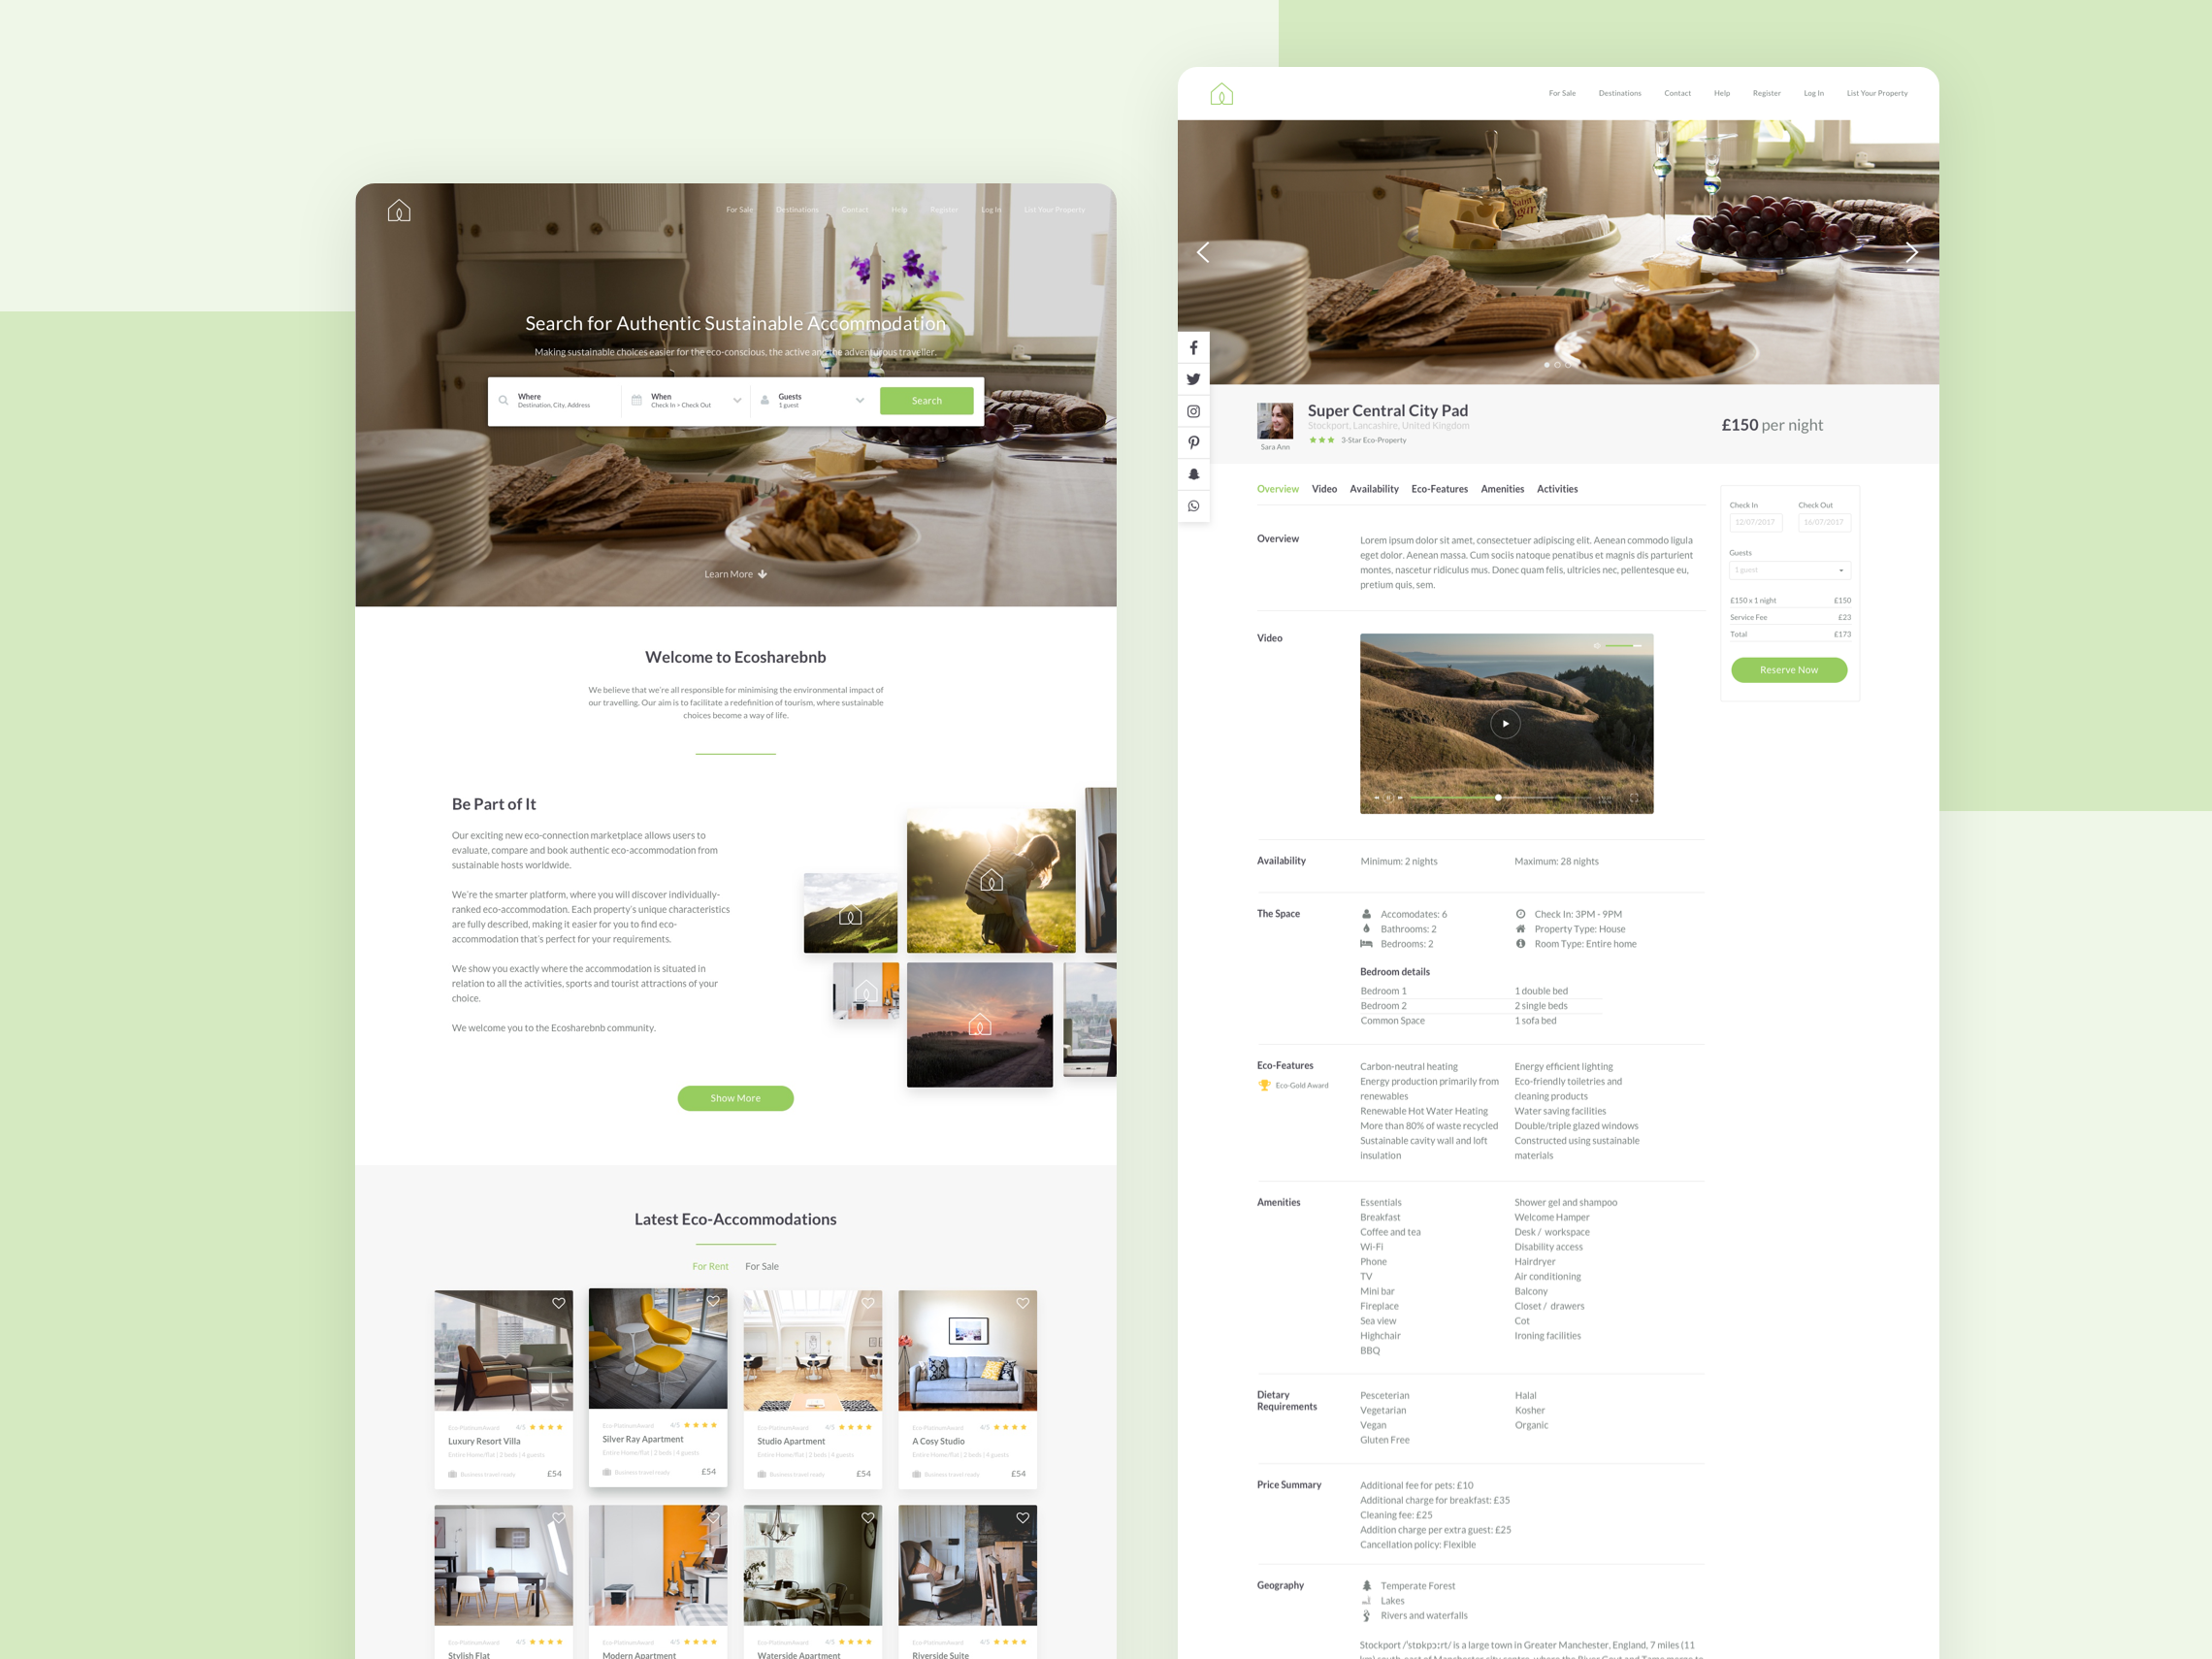 For Sale Destinations Contact Help Register Log In List Your Property
Search for Authentic Sustainable Accommodation
Making sustainable choices easier for the eco-conscious, the active and the adventurous traveller.
Where
Destination, City, Address
When
Check In > Check Out
Guests
1 guest
Search
Learn More
Welcome to Ecosharebnb
We believe that we're all responsible for minimising the environmental impact of
our travelling. Our aim is to facilitate a redefinition of tourism, where sustainable
choices become a way of life.
Be Part of It
Our exciting new eco-connection marketplace allows users to
evaluate, compare and book authentic eco-accommodation from
sustainable hosts worldwide.
We're the smarter platform, where you will discover individually-
ranked eco-accommodation. Each property's unique characteristics
are fully described, making it easier for you to find eco-
accommodation that's perfect for your requirements.
We show you exactly where the accommodation is situated in
relation to all the activities, sports and tourist attractions of your
choice.
We welcome you to the Ecosharebnb community.
Show More
Latest Eco-Accommodations
For Rent For Sale
Eco-PlatinumAward 4/5
Luxury Resort Villa
Entire Home/flat | 2 beds | 4 guests
Business travel ready £54
Eco-PlatinumAward 4/5
Silver Ray Apartment
Entire Home/flat | 2 beds | 4 guests
Business travel ready £54
Eco-PlatinumAward 4/5
Studio Apartment
Entire Home/flat | 2 beds | 4 guests
Business travel ready £54
Eco-PlatinumAward 4/5
A Cosy Studio
Entire Home/flat | 2 beds | 4 guests
Business travel ready £54
Eco-PlatinumAward 4/5
Stylish Flat
Eco-PlatinumAward 4/5
Modern Apartment
Eco-PlatinumAward 4/5
Waterside Apartment
Eco-PlatinumAward 4/5
Riverside Suite
For Sale Destinations Contact Help Register Log In List Your Property
Saint
Agur
Sara Ann
Super Central City Pad
Stockport, Lancashire, United Kingdom
3-Star Eco-Property
£150 per night
Overview Video Availability Eco-Features Amenities Activities
Check In Check Out
12/07/2017 16/07/2017
Guests
1 guest
£150 x 1 night £150
Service Fee £23
Total £173
Reserve Now
Overview
Lorem ipsum dolor sit amet, consectetuer adipiscing elit. Aenean commodo ligula
eget dolor. Aenean massa. Cum sociis natoque penatibus et magnis dis parturient
montes, nascetur ridiculus mus. Donec quam felis, ultricies nec, pellentesque eu,
pretium quis, sem.
Video
Availability
Minimum: 2 nights Maximum: 28 nights
The Space
Accomodates: 6 Check In: 3PM - 9PM
Bathrooms: 2 Property Type: House
Bedrooms: 2 Room Type: Entire home
Bedroom details
Bedroom 1 1 double bed
Bedroom 2 2 single beds
Common Space 1 sofa bed
Eco-Features
Eco-Gold Award
Carbon-neutral heating
Energy production primarily from
renewables
Renewable Hot Water Heating
More than 80% of waste recycled
Sustainable cavity wall and loft
insulation
Energy efficient lighting
Eco-friendly toiletries and
cleaning products
Water saving facilities
Double/triple glazed windows
Constructed using sustainable
materials
Amenities
Essentials
Breakfast
Coffee and tea
Wi-Fi
Phone
TV
Mini bar
Fireplace
Sea view
Highchair
BBQ
Shower gel and shampoo
Welcome Hamper
Desk / workspace
Disability access
Hairdryer
Air conditioning
Balcony
Closet / drawers
Cot
Ironing facilities
Dietary
Requirements
Pesceterian
Vegetarian
Vegan
Gluten Free
Halal
Kosher
Organic
Price Summary
Additional fee for pets: £10
Additional charge for breakfast: £35
Cleaning fee: £25
Addition charge per extra guest: £25
Cancellation policy: Flexible
Geography
Temperate Forest
Lakes
Rivers and waterfalls
Stockport /ˈstɒkpɔːrt/ is a large town in Greater Manchester, England, 7 miles (11